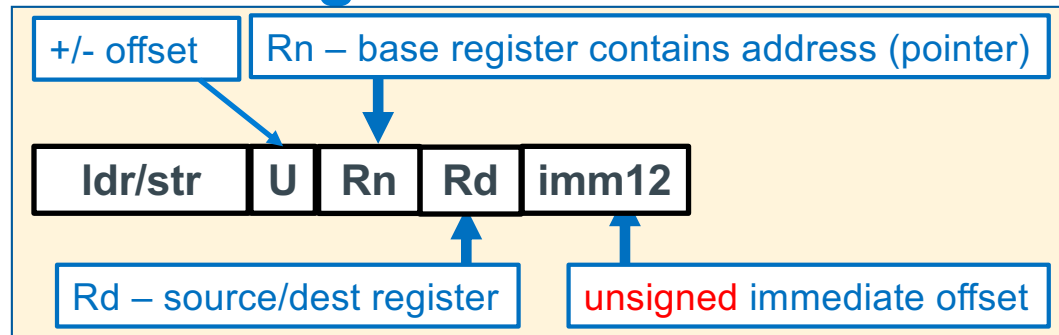 +/- offset
Rn – base register contains address (pointer)
ldr/str U Rn Rd imm12
Rd – source/dest register
unsigned immediate offset